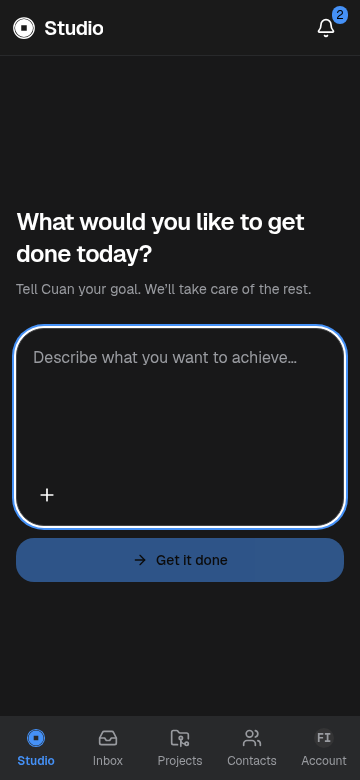 Studio
2
What would you like to get
done today?
Tell Cuan your goal. We'll take care of the rest.
Describe what you want to achieve...
Get it done
Studio
Inbox
Projects
Contacts
FI
Account